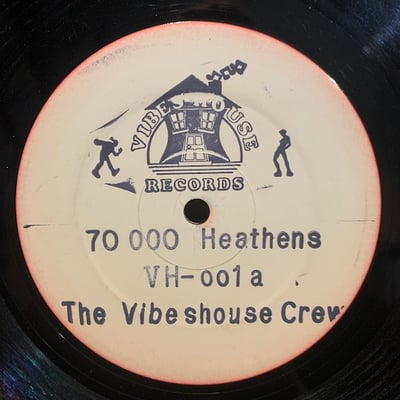 VIBES HOUSE
RECORDS
70 000 Heathens
VH-001a
The Vibeshouse Crew